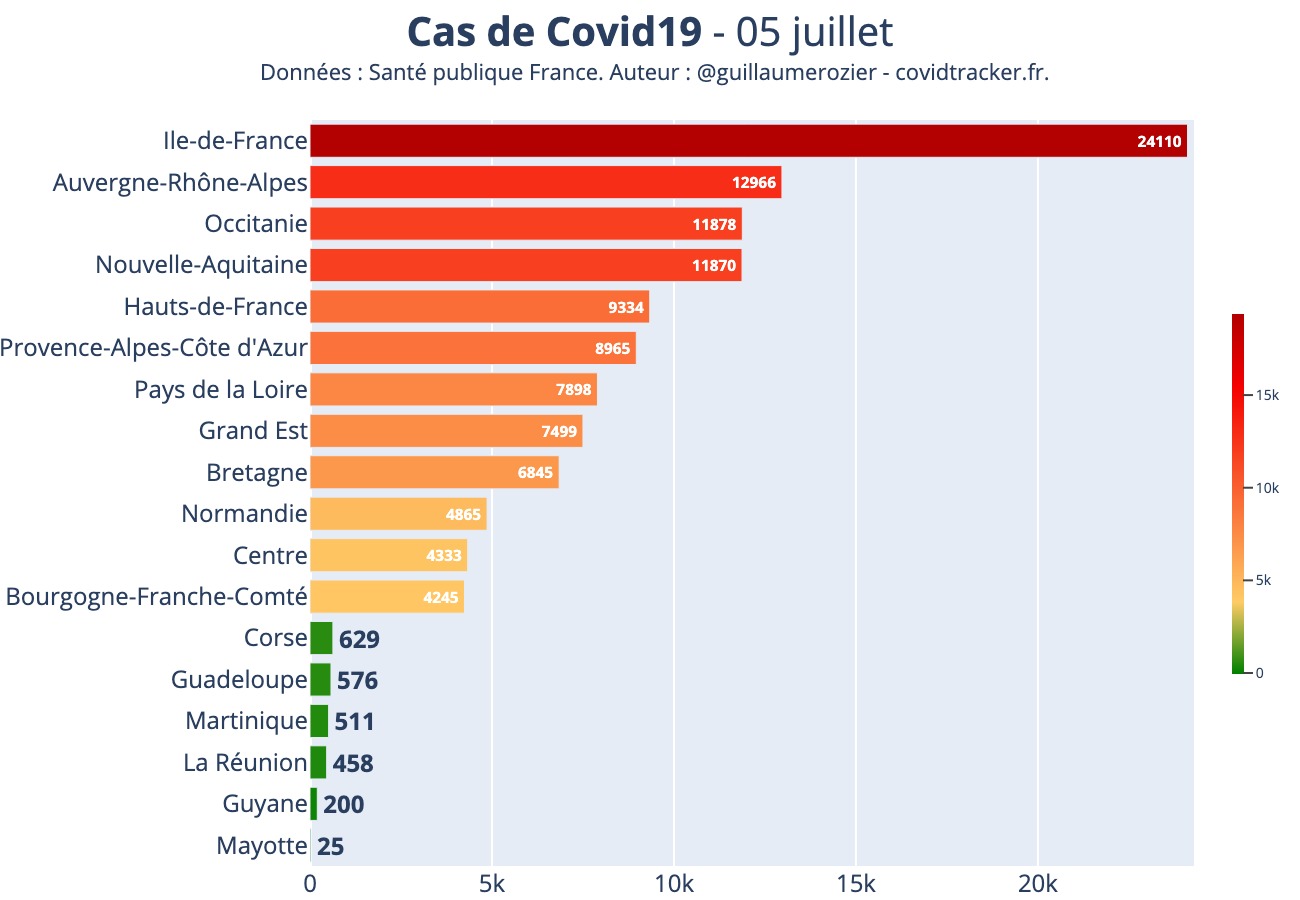 Cas de Covid19 - 05 juillet
Données : Santé publique France. Auteur : @guillaumerozier - covidtracker.fr.
Ile-de-France 24110
Auvergne-Rhône-Alpes 12966
Occitanie 11878
Nouvelle-Aquitaine 11870
Hauts-de-France 9334
Provence-Alpes-Côte d'Azur 8965
Pays de la Loire 7898
Grand Est 7499
Bretagne 6845
Normandie 4865
Centre 4333
Bourgogne-Franche-Comté 4245
Corse 629
Guadeloupe 576
Martinique 511
La Réunion 458
Guyane 200
Mayotte 25
0 5k 10k 15k 20k
15k
10k
5k
0